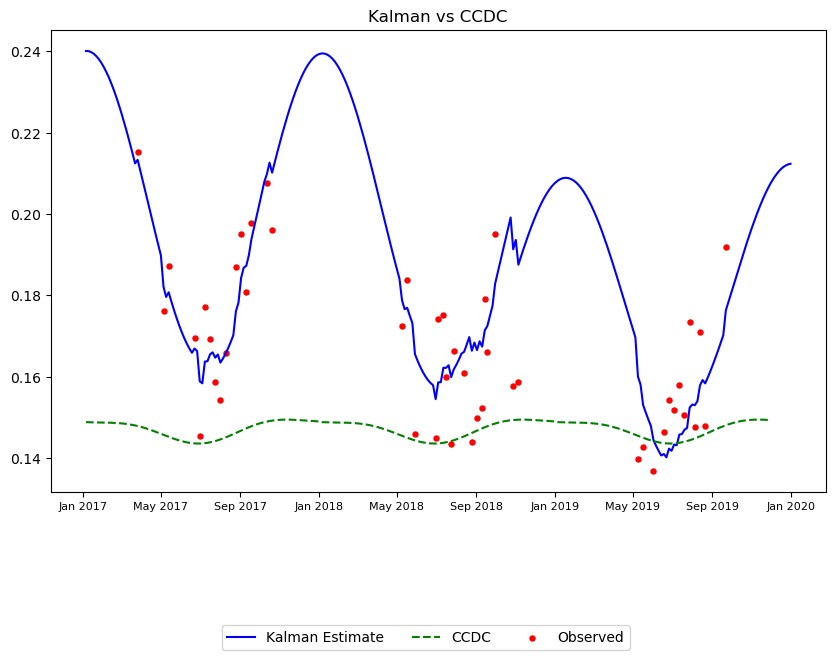 Kalman vs CCDC
0.24
0.22
0.20
0.18
0.16
0.14
Jan 2017 May 2017 Sep 2017 Jan 2018 May 2018 Sep 2018 Jan 2019 May 2019 Sep 2019 Jan 2020
Kalman Estimate CCDC Observed